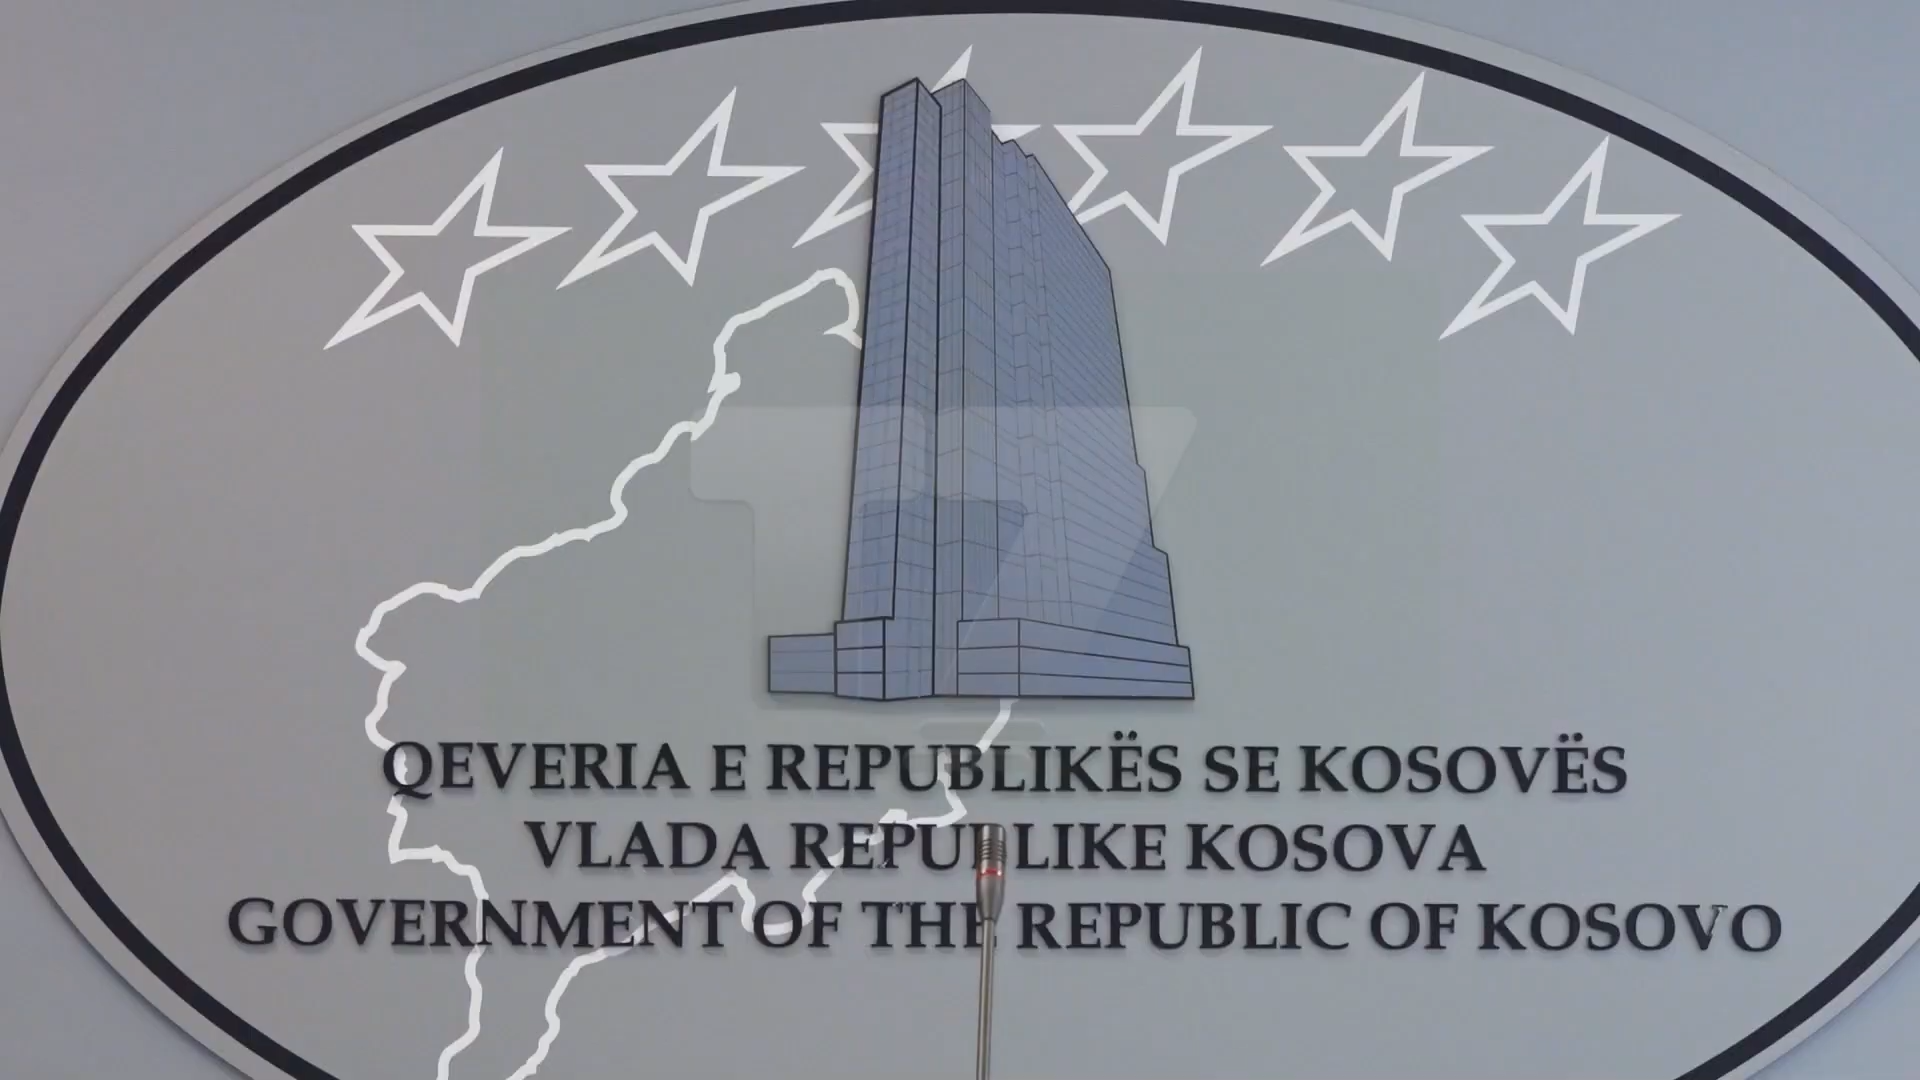 QEVERIA E REPUBLIKËS SE KOSOVËS
VLADA REPUBLIKE KOSOVA
GOVERNMENT OF THE REPUBLIC OF KOSOVO